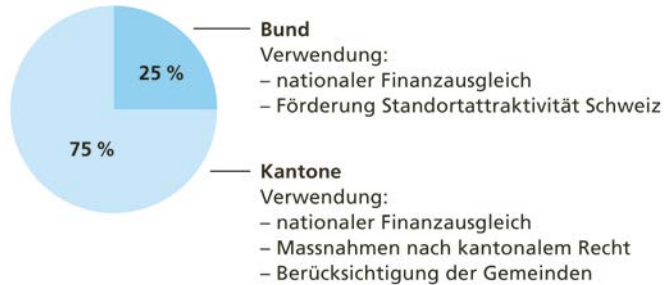 25 %
Bund
Verwendung:
– nationaler Finanzausgleich
– Förderung Standortattraktivität Schweiz
75 %
Kantone
Verwendung:
– nationaler Finanzausgleich
– Massnahmen nach kantonalem Recht
– Berücksichtigung der Gemeinden